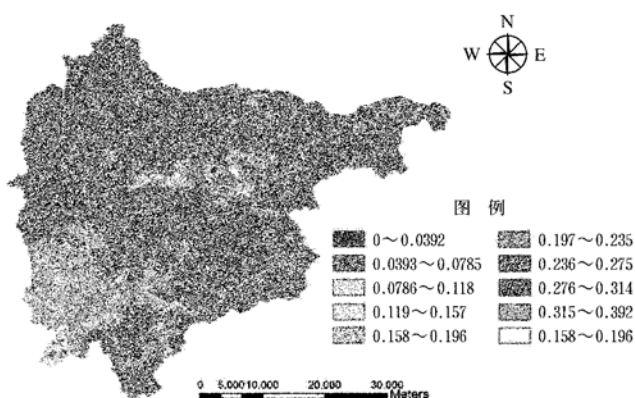 N
W E
S
图 例
0～0.0392
0.0393～0.0785
0.0786～0.118
0.119～0.157
0.158～0.196
0.197～0.235
0.236～0.275
0.276～0.314
0.315～0.392
0.158～0.196
0 5,000 10,000 20,000 30,000
Meters